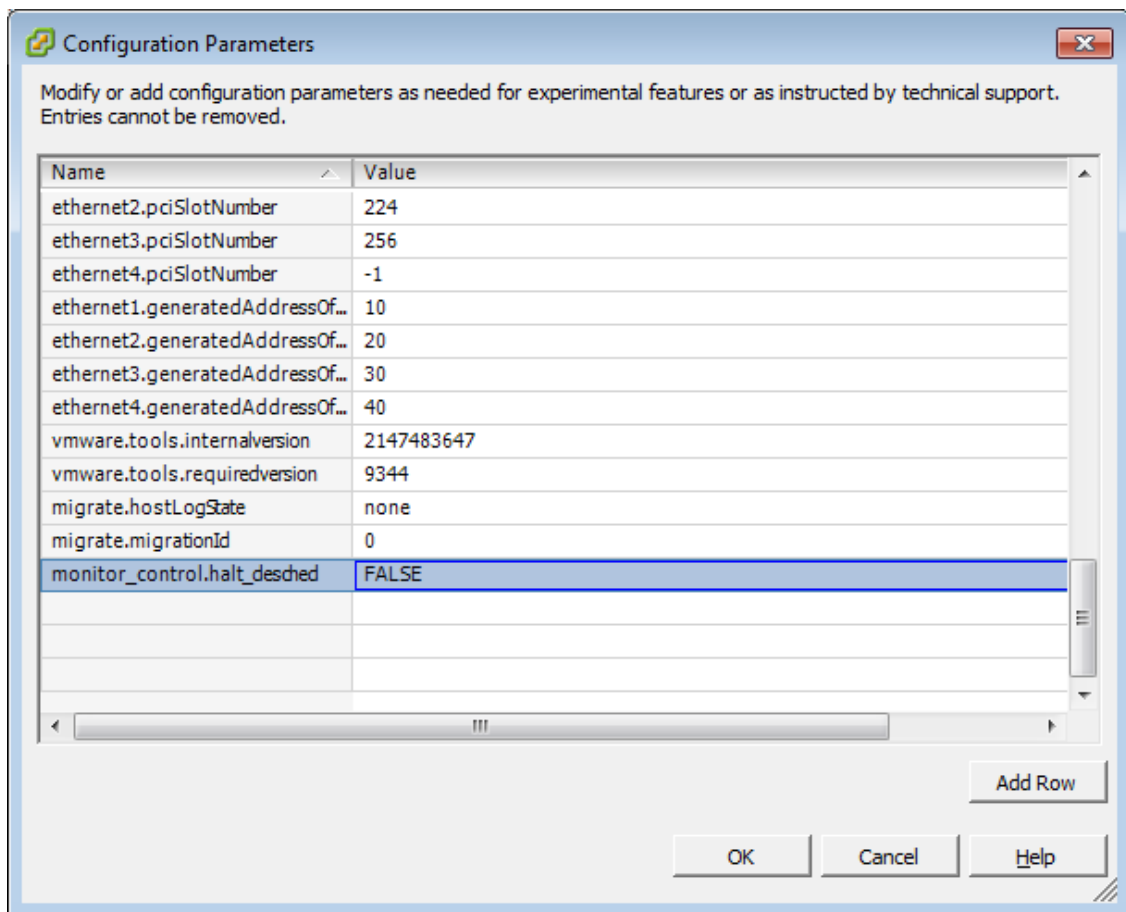 Configuration Parameters
Modify or add configuration parameters as needed for experimental features or as instructed by technical support.
Entries cannot be removed.
Name Value
ethernet2.pciSlotNumber 224
ethernet3.pciSlotNumber 256
ethernet4.pciSlotNumber -1
ethernet1.generatedAddressOf... 10
ethernet2.generatedAddressOf... 20
ethernet3.generatedAddressOf... 30
ethernet4.generatedAddressOf... 40
vmware.tools.internalversion 2147483647
vmware.tools.requiredversion 9344
migrate.hostLogState none
migrate.migrationId 0
monitor_control.halt_desched FALSE
Add Row
OK Cancel Help